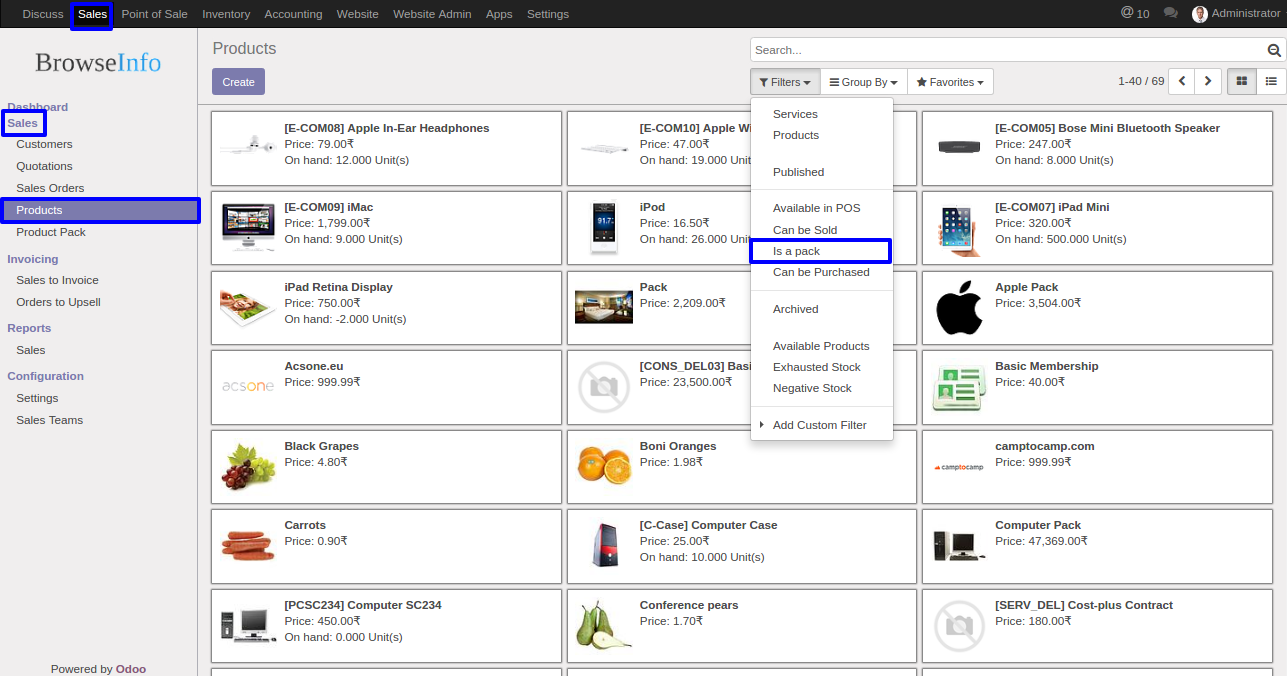 Discuss Sales Point of Sale Inventory Accounting Website Website Admin Apps Settings @ 10 Administrator
BrowseInfo
Dashboard
Sales
Customers
Quotations
Sales Orders
Products
Product Pack
Invoicing
Sales to Invoice
Orders to Upsell
Reports
Sales
Configuration
Settings
Sales Teams
Powered by Odoo
Products
Search...
Create
Filters Group By Favorites 1-40 / 69
Services
Products
Published
Available in POS
Can be Sold
Is a pack
Can be Purchased
Archived
Available Products
Exhausted Stock
Negative Stock
Add Custom Filter
[E-COM08] Apple In-Ear Headphones
Price: 79.00₹
On hand: 12.000 Unit(s)
[E-COM10] Apple Wi
Price: 47.00₹
On hand: 19.000 Unit
[E-COM05] Bose Mini Bluetooth Speaker
Price: 247.00₹
On hand: 8.000 Unit(s)
[E-COM09] iMac
Price: 1,799.00₹
On hand: 9.000 Unit(s)
91.7
iPod
Price: 16.50₹
On hand: 26.000 Unit
[E-COM07] iPad Mini
Price: 320.00₹
On hand: 500.000 Unit(s)
iPad Retina Display
Price: 750.00₹
On hand: -2.000 Unit(s)
Pack
Price: 2,209.00₹
Apple Pack
Price: 3,504.00₹
acsone
Acsone.eu
Price: 999.99₹
[CONS_DEL03] Basi
Price: 23,500.00₹
Basic Membership
Price: 40.00₹
Black Grapes
Price: 4.80₹
Boni Oranges
Price: 1.98₹
camptocamp
camptocamp.com
Price: 999.99₹
Carrots
Price: 0.90₹
[C-Case] Computer Case
Price: 25.00₹
On hand: 10.000 Unit(s)
Computer Pack
Price: 47,369.00₹
[PCSC234] Computer SC234
Price: 450.00₹
On hand: 0.000 Unit(s)
Conference pears
Price: 1.70₹
[SERV_DEL] Cost-plus Contract
Price: 180.00₹